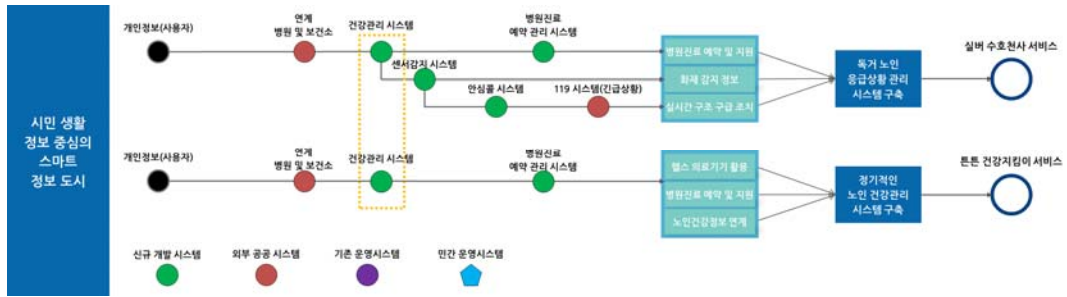 시민 생활
정보 중심의
스마트
정보 도시
개인정보(사용자)
연계
병원 및 보건소
건강관리 시스템
병원진료
예약 관리 시스템
센서감지 시스템
안심콜 시스템
119 시스템(긴급상황)
병원진료 예약 및 지원
화재 감지 정보
실시간 구조 구급 조치
독거 노인
응급상황 관리
시스템 구축
실버 수호천사 서비스
개인정보(사용자)
연계
병원 및 보건소
건강관리 시스템
병원진료
예약 관리 시스템
헬스 의료기기 활용
병원진료 예약 및 지원
노인건강정보 연계
정기적인
노인 건강관리
시스템 구축
튼튼 건강지킴이 서비스
신규 개발 시스템
외부 공공 시스템
기존 운영시스템
민간 운영시스템